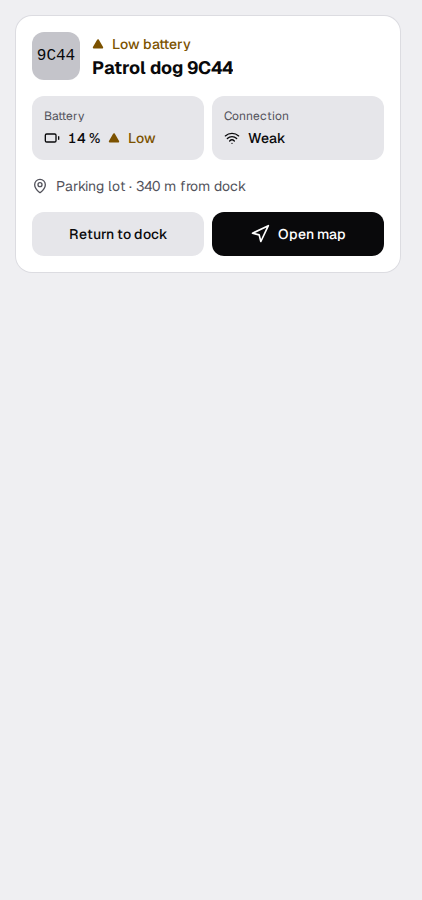 9C44
Low battery
Patrol dog 9C44
Battery
14 % Low
Connection
Weak
Parking lot · 340 m from dock
Return to dock
Open map